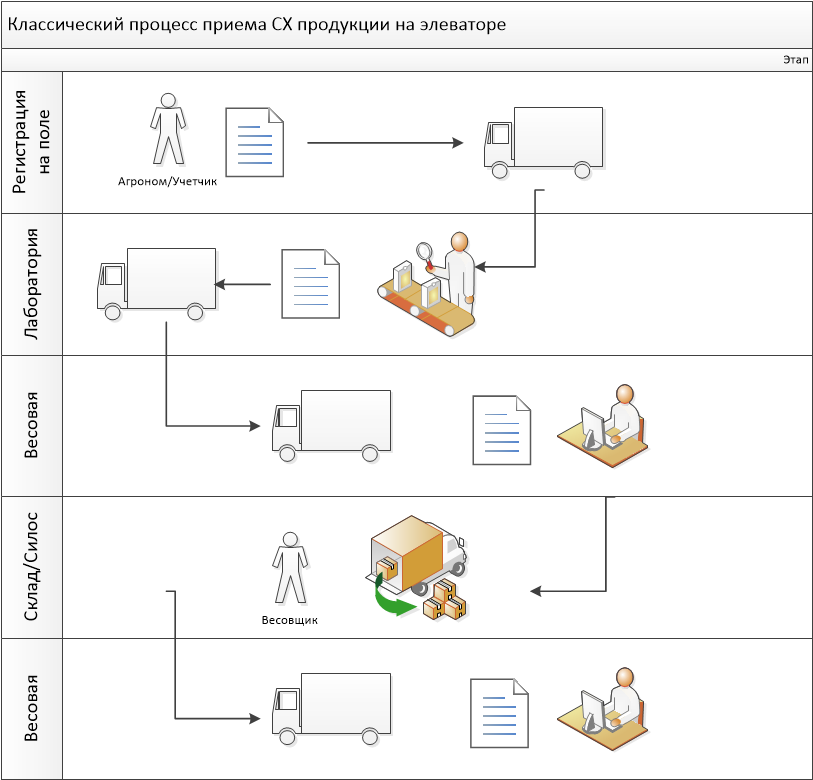 Классический процесс приема СХ продукции на элеваторе
Этап
Регистрация
на поле
Агроном/Учетчик
Лаборатория
Весовая
Склад/Силос
Весовщик
Весовая